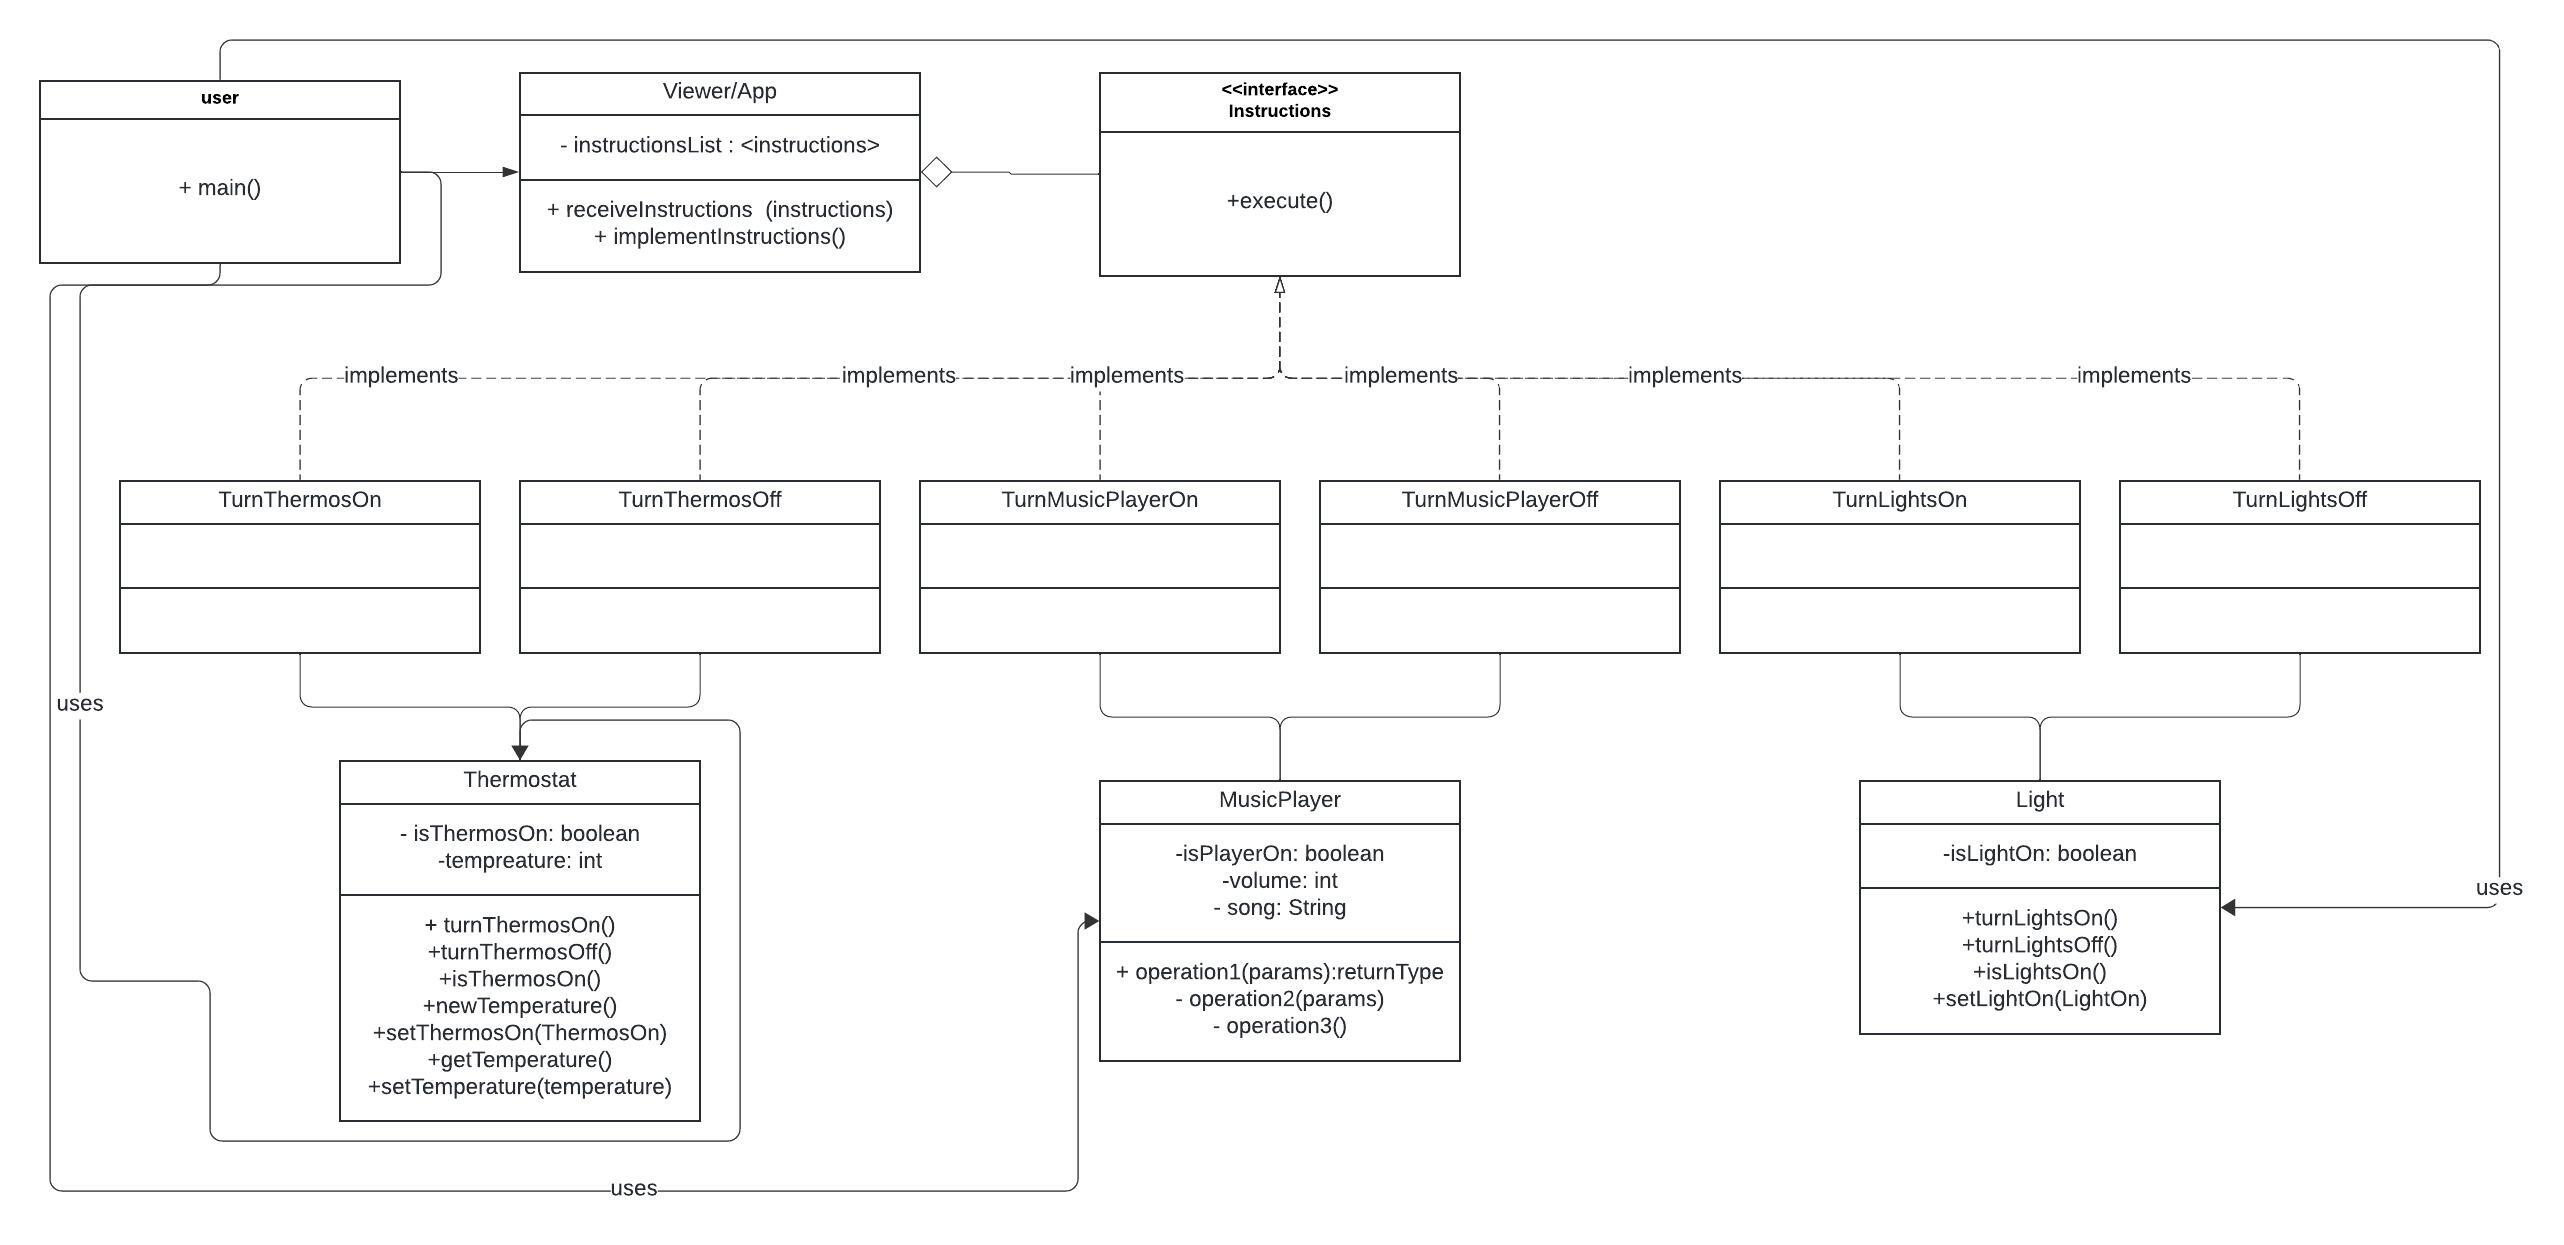 user
+ main()
Viewer/App
- instructionsList : <instructions>
+ receiveInstructions  (instructions)
+ implementInstructions()
<<interface>>
Instructions
+execute()
implements
implements
implements
implements
implements
implements
TurnThermosOn
TurnThermosOff
TurnMusicPlayerOn
TurnMusicPlayerOff
TurnLightsOn
TurnLightsOff
uses
Thermostat
- isThermosOn: boolean
-tempreature: int
+ turnThermosOn()
+turnThermosOff()
+isThermosOn()
+newTemperature()
+setThermosOn(ThermosOn)
+getTemperature()
+setTemperature(temperature)
MusicPlayer
-isPlayerOn: boolean
-volume: int
- song: String
+ operation1(params):returnType
- operation2(params)
- operation3()
Light
-isLightOn: boolean
+turnLightsOn()
+turnLightsOff()
+isLightsOn()
+setLightOn(LightOn)
uses
uses